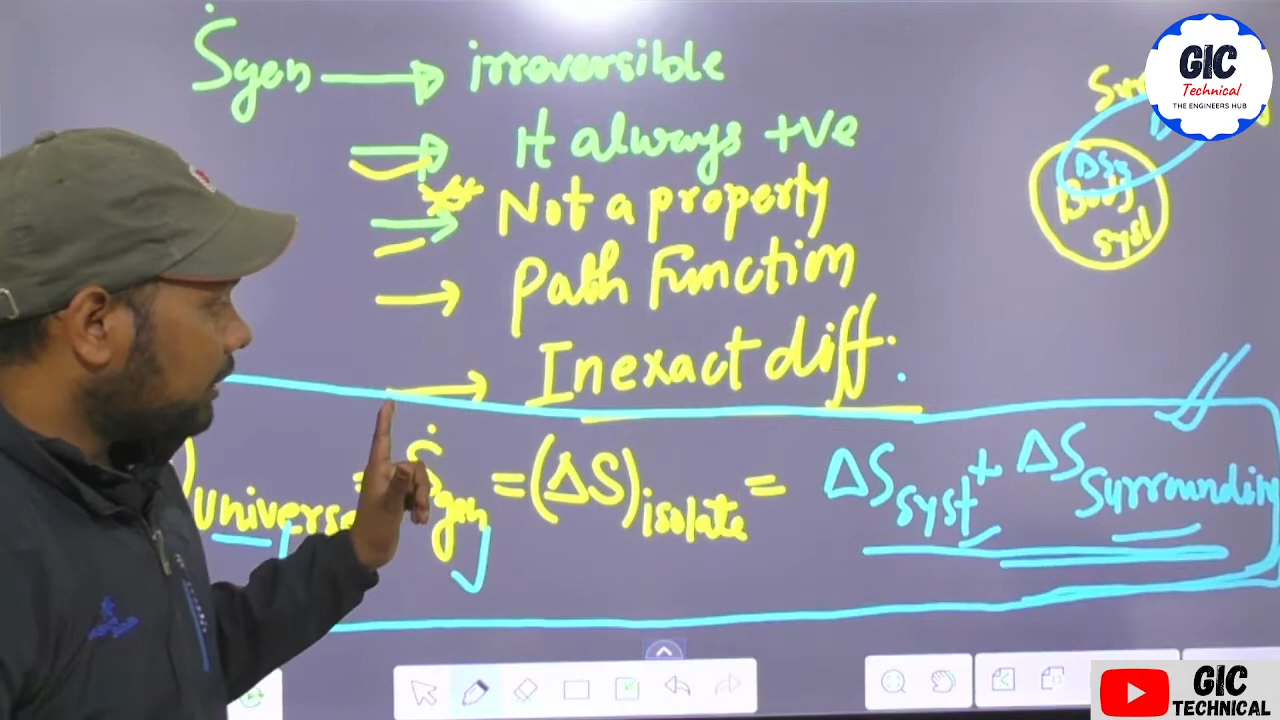 Ṡgen → irreversible
→ It always +ve
→ Not a property
→ Path Function
→ Inexact diff.
)universe = Ṡgen = (ΔS)isolate = ΔSsyst + ΔSsurrounding
Body
syst
GIC
Technical
THE ENGINEERS HUB
GIC
TECHNICAL